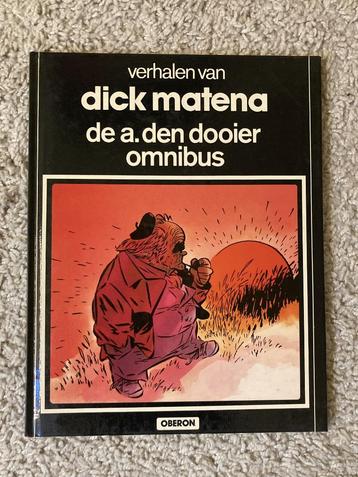 verhalen van
dick matena
de a. den dooier
omnibus
OBERON